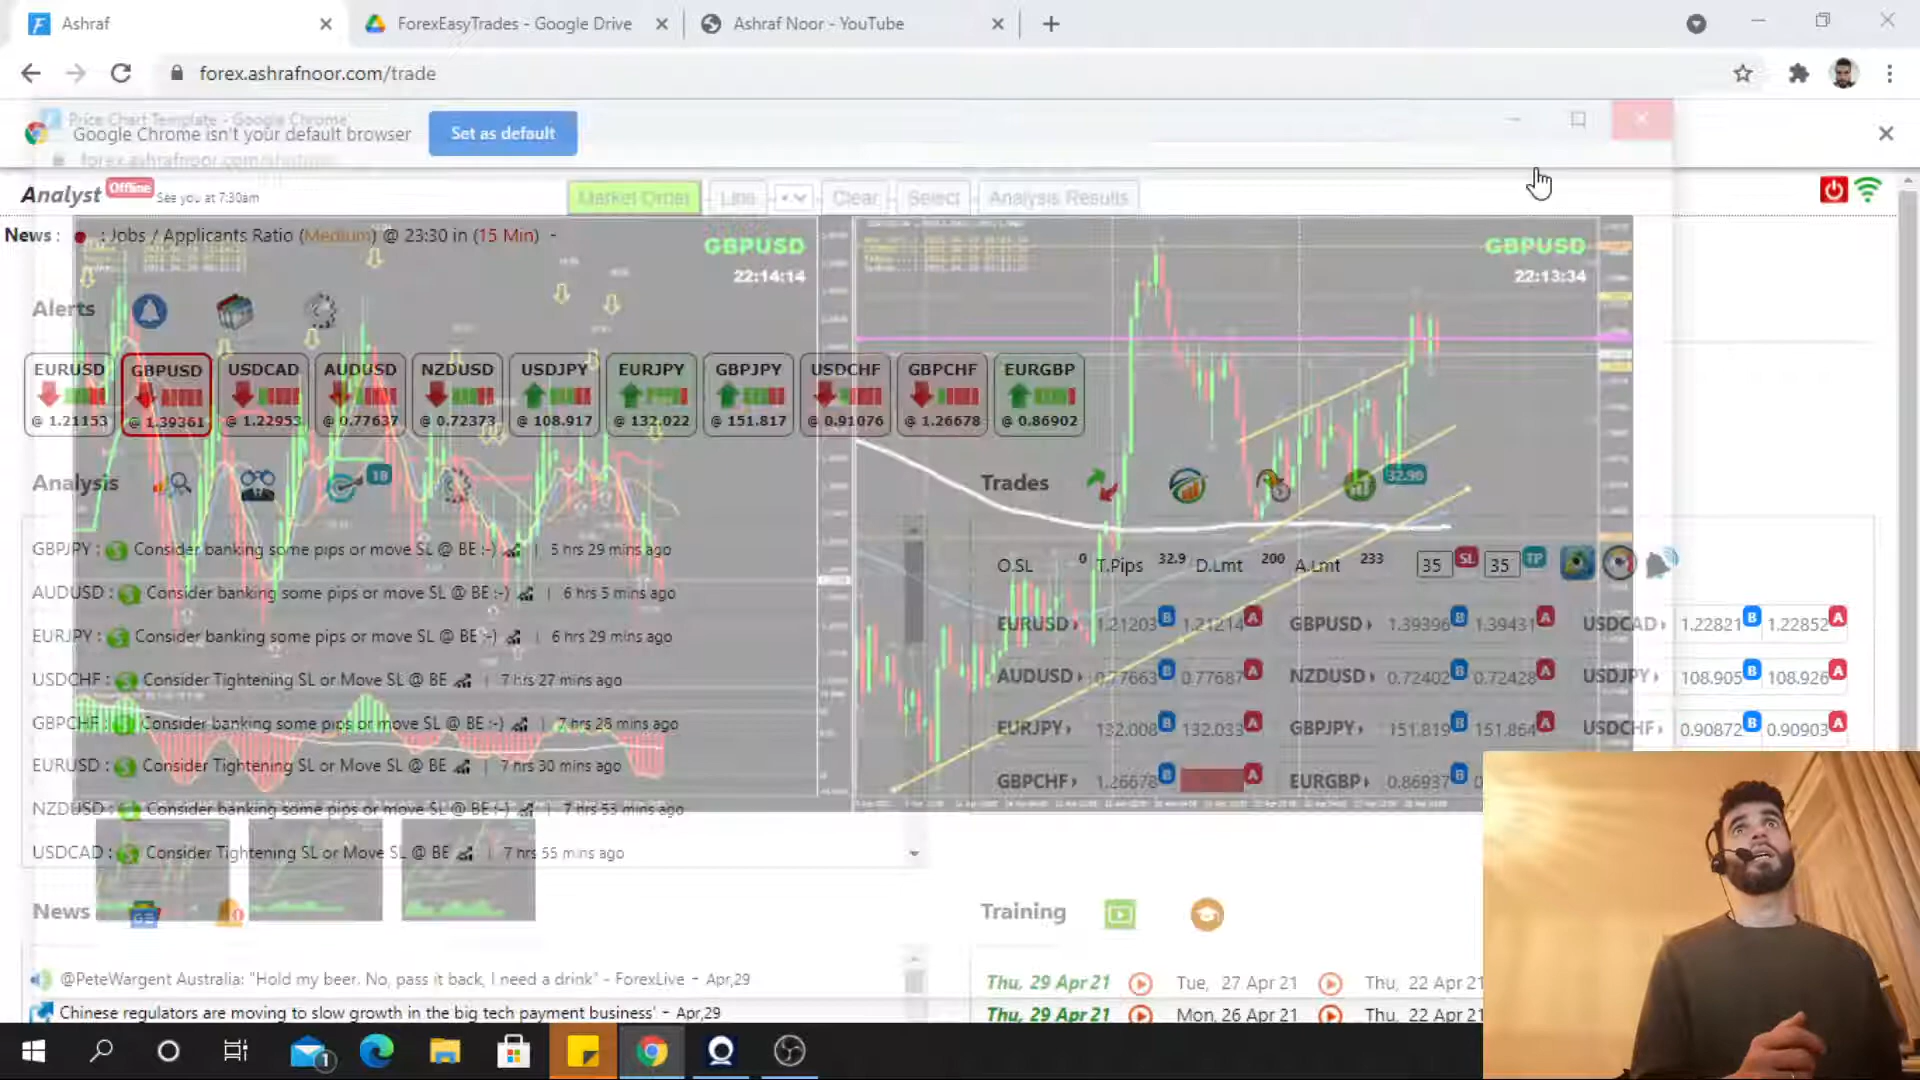 Ashraf
ForexEasyTrades - Google Drive
Ashraf Noor - YouTube
forex.ashrafnoor.com/trade
Price Chart Template - Google Chrome
Google Chrome isn't your default browser
Set as default
Analyst Offline See you at 7:30am
Market Order Line Clear Select Analysis Results
News : : Jobs / Applicants Ratio (Medium) @ 23:30 in (15 Min) -
GBPUSD GBPUSD
22:14:14 22:13:34
Alerts
EURUSD GBPUSD USDCAD AUDUSD NZDUSD USDJPY EURJPY GBPJPY USDCHF GBPCHF EURGBP
@ 1.21153 @ 1.39361 @ 1.22953 @ 0.77637 @ 0.72373 @ 108.917 @ 132.022 @ 151.817 @ 0.91076 @ 1.26678 @ 0.86902
Analysis 18
Trades 32.90
GBPJPY : Consider banking some pips or move SL @ BE :-) | 5 hrs 29 mins ago
AUDUSD : Consider banking some pips or move SL @ BE :-) | 6 hrs 5 mins ago
EURJPY : Consider banking some pips or move SL @ BE :-) | 6 hrs 29 mins ago
USDCHF : Consider Tightening SL or Move SL @ BE | 7 hrs 27 mins ago
GBPCHF : Consider banking some pips or move SL @ BE :-) | 7 hrs 28 mins ago
EURUSD : Consider Tightening SL or Move SL @ BE | 7 hrs 30 mins ago
NZDUSD : Consider banking some pips or move SL @ BE :-) | 7 hrs 53 mins ago
USDCAD : Consider Tightening SL or Move SL @ BE | 7 hrs 55 mins ago
O.SL 0 T.Pips 32.9 D.Lmt 200 A.Lmt 233 35 SL 35 TP
EURUSD 1.21203 B 1.21214 A GBPUSD 1.39396 B 1.39431 A USDCAD 1.22821 B 1.22852 A
AUDUSD 0.77663 B 0.77687 A NZDUSD 0.72402 B 0.72428 A USDJPY 108.905 B 108.926 A
EURJPY 132.008 B 132.033 A GBPJPY 151.819 B 151.864 A USDCHF 0.90872 B 0.90903 A
GBPCHF 1.26678 B A EURGBP 0.86937 B
News
Training
@PeteWargent Australia: "Hold my beer. No, pass it back, I need a drink" - ForexLive - Apr,29
Chinese regulators are moving to slow growth in the big tech payment business' - Apr,29
Thu, 29 Apr 21 Tue, 27 Apr 21 Thu, 22 Apr 21
Thu, 29 Apr 21 Mon, 26 Apr 21 Thu, 22 Apr 21
1